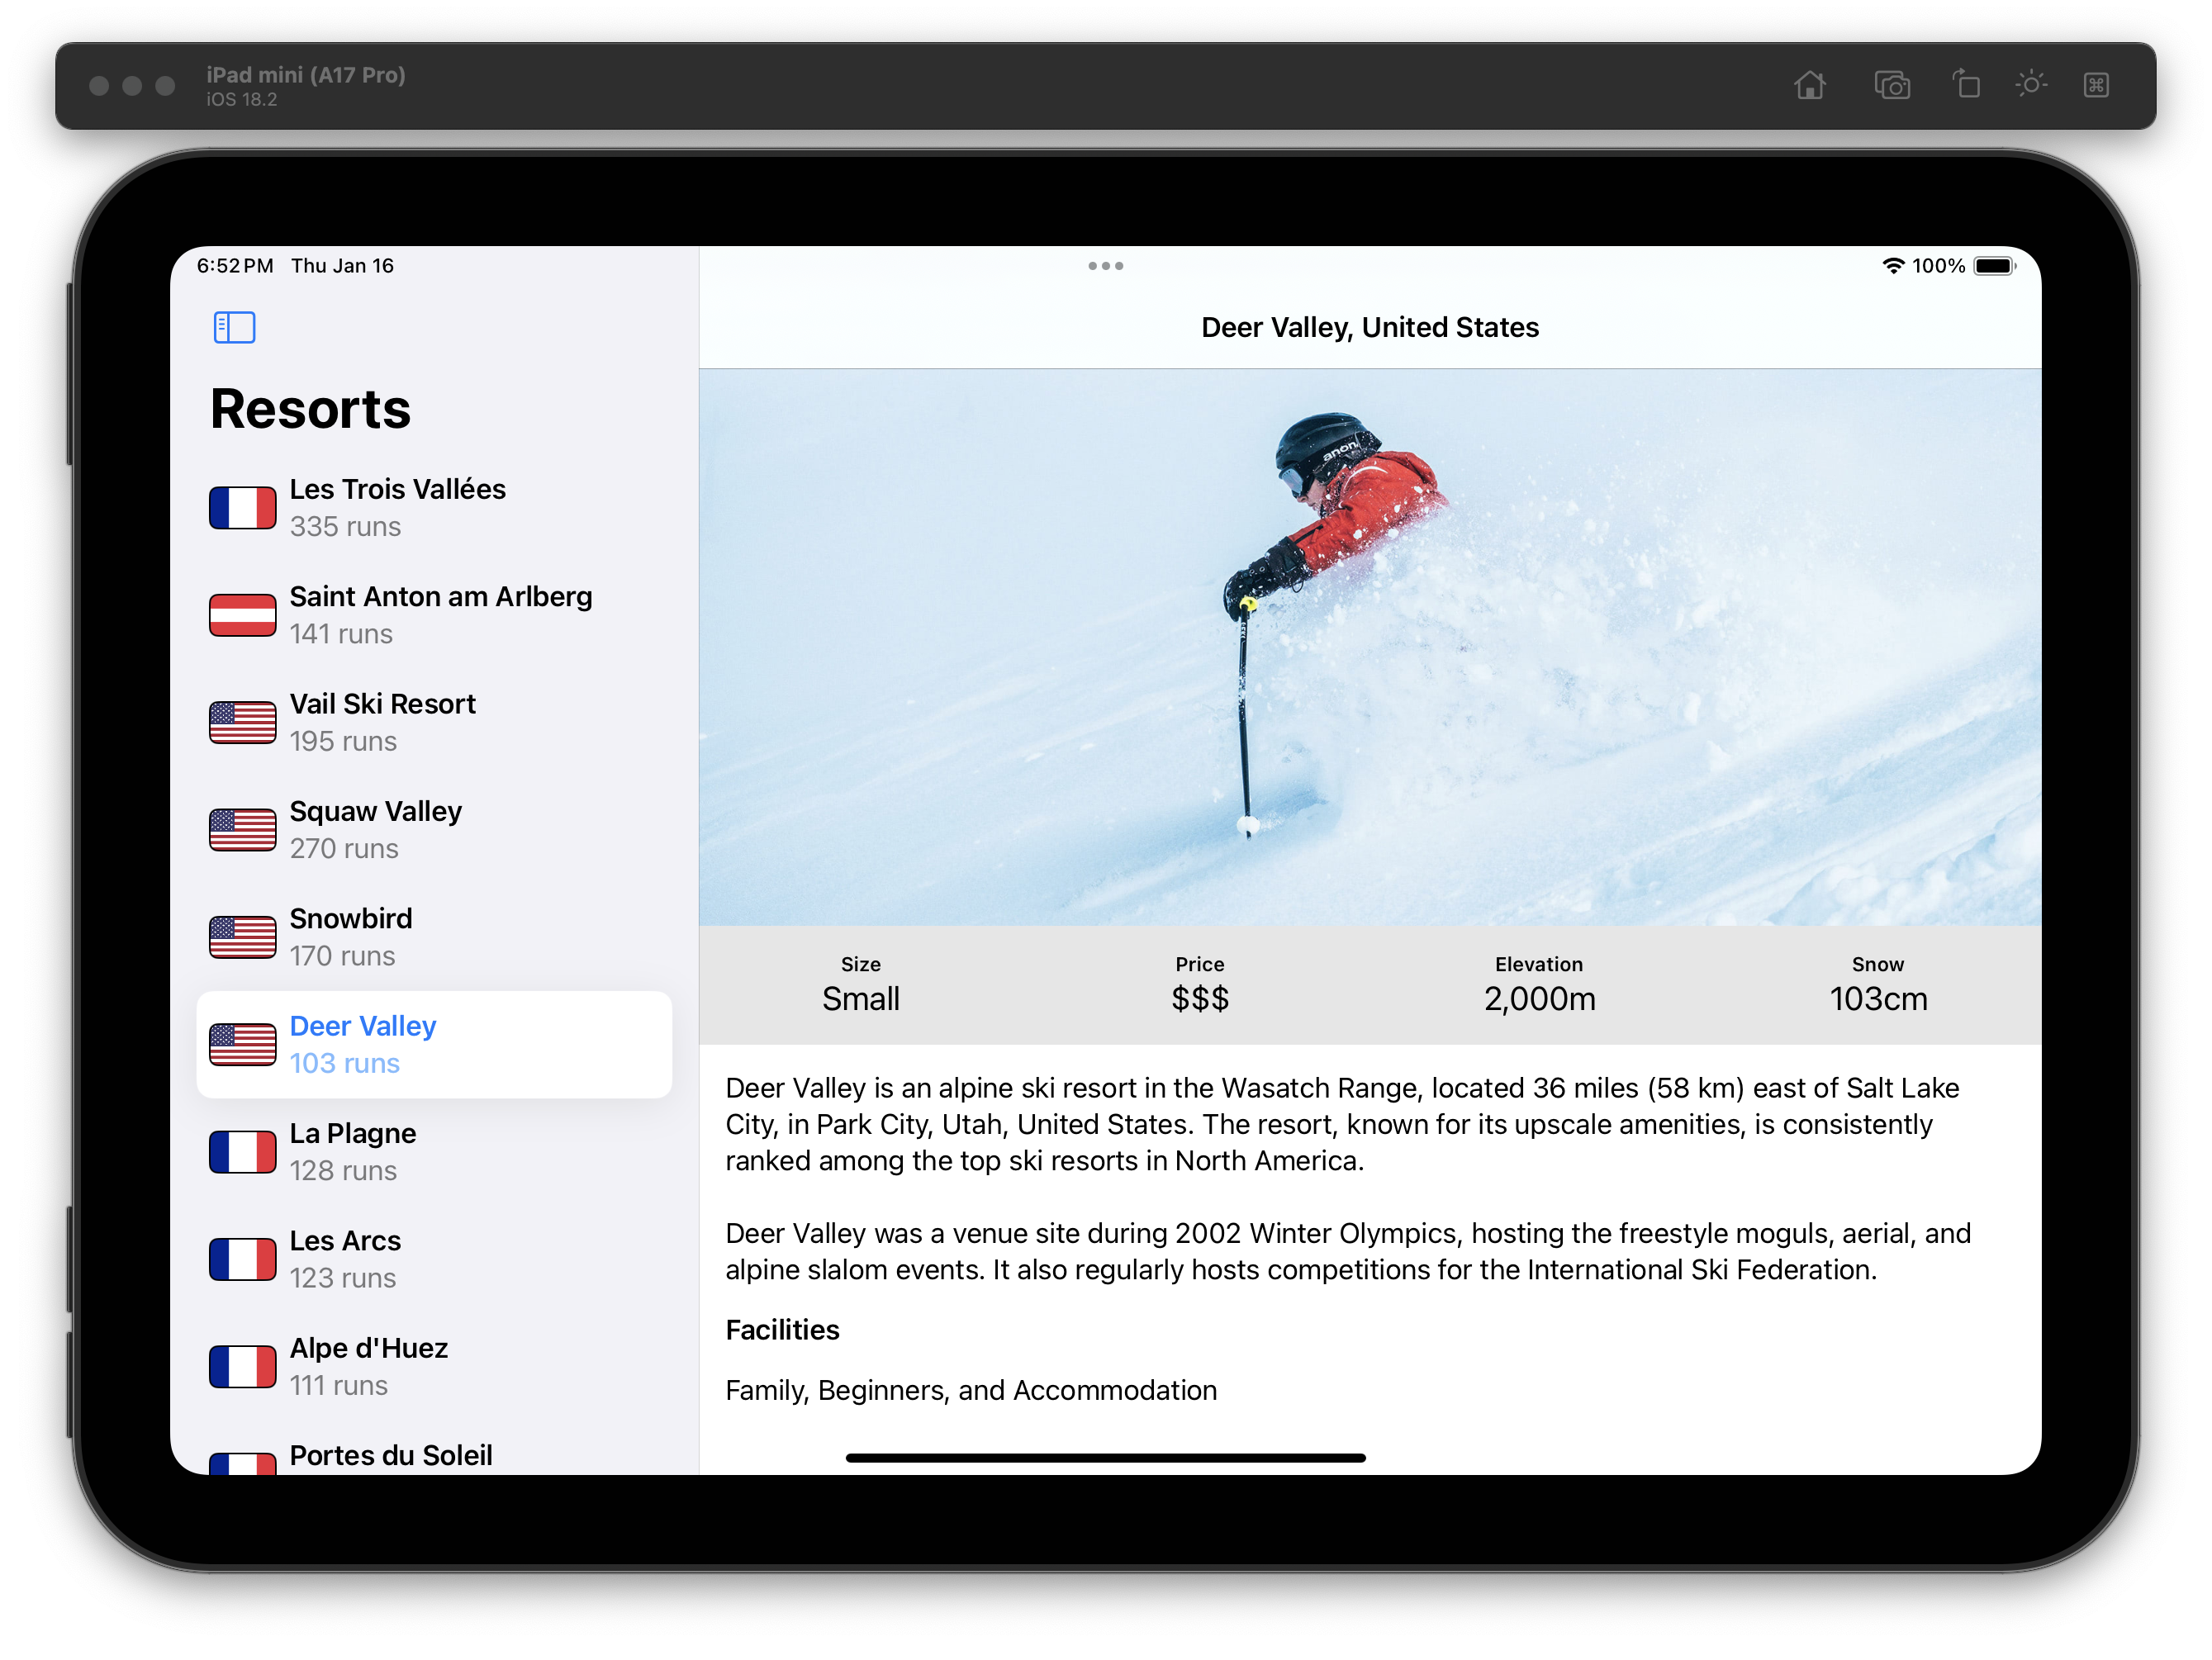 iPad mini (A17 Pro)
iOS 18.2
6:52 PM Thu Jan 16
100%
Resorts
Les Trois Vallées
335 runs
Saint Anton am Arlberg
141 runs
Vail Ski Resort
195 runs
Squaw Valley
270 runs
Snowbird
170 runs
Deer Valley
103 runs
La Plagne
128 runs
Les Arcs
123 runs
Alpe d'Huez
111 runs
Portes du Soleil
Deer Valley, United States
anon
Size
Small
Price
$$$
Elevation
2,000m
Snow
103cm
Deer Valley is an alpine ski resort in the Wasatch Range, located 36 miles (58 km) east of Salt Lake
City, in Park City, Utah, United States. The resort, known for its upscale amenities, is consistently
ranked among the top ski resorts in North America.
Deer Valley was a venue site during 2002 Winter Olympics, hosting the freestyle moguls, aerial, and
alpine slalom events. It also regularly hosts competitions for the International Ski Federation.
Facilities
Family, Beginners, and Accommodation